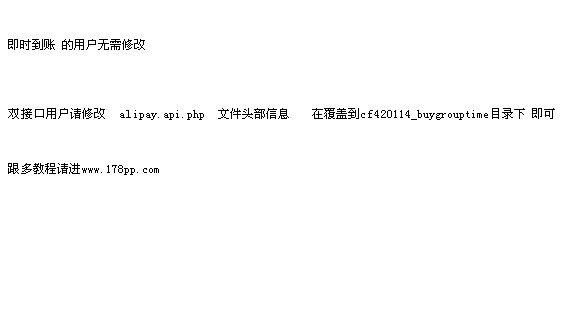 即时到账 的用户无需修改
双接口用户请修改 alipay.api.php 文件头部信息 在覆盖到cf420114_buygrouptime目录下 即可
跟多教程请进www.178pp.com